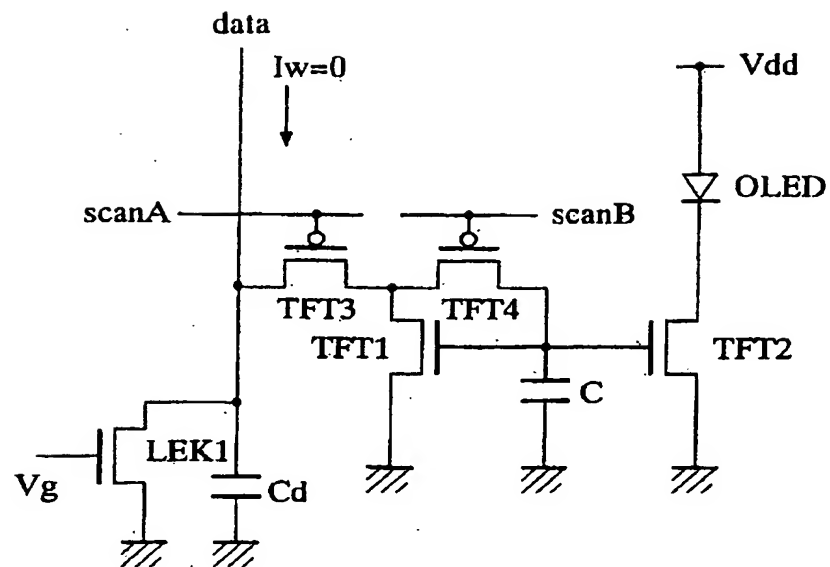 data
Iw=0
Vdd
OLED
scanA
scanB
TFT3
TFT4
TFT1
TFT2
C
LEK1
Vg
Cd